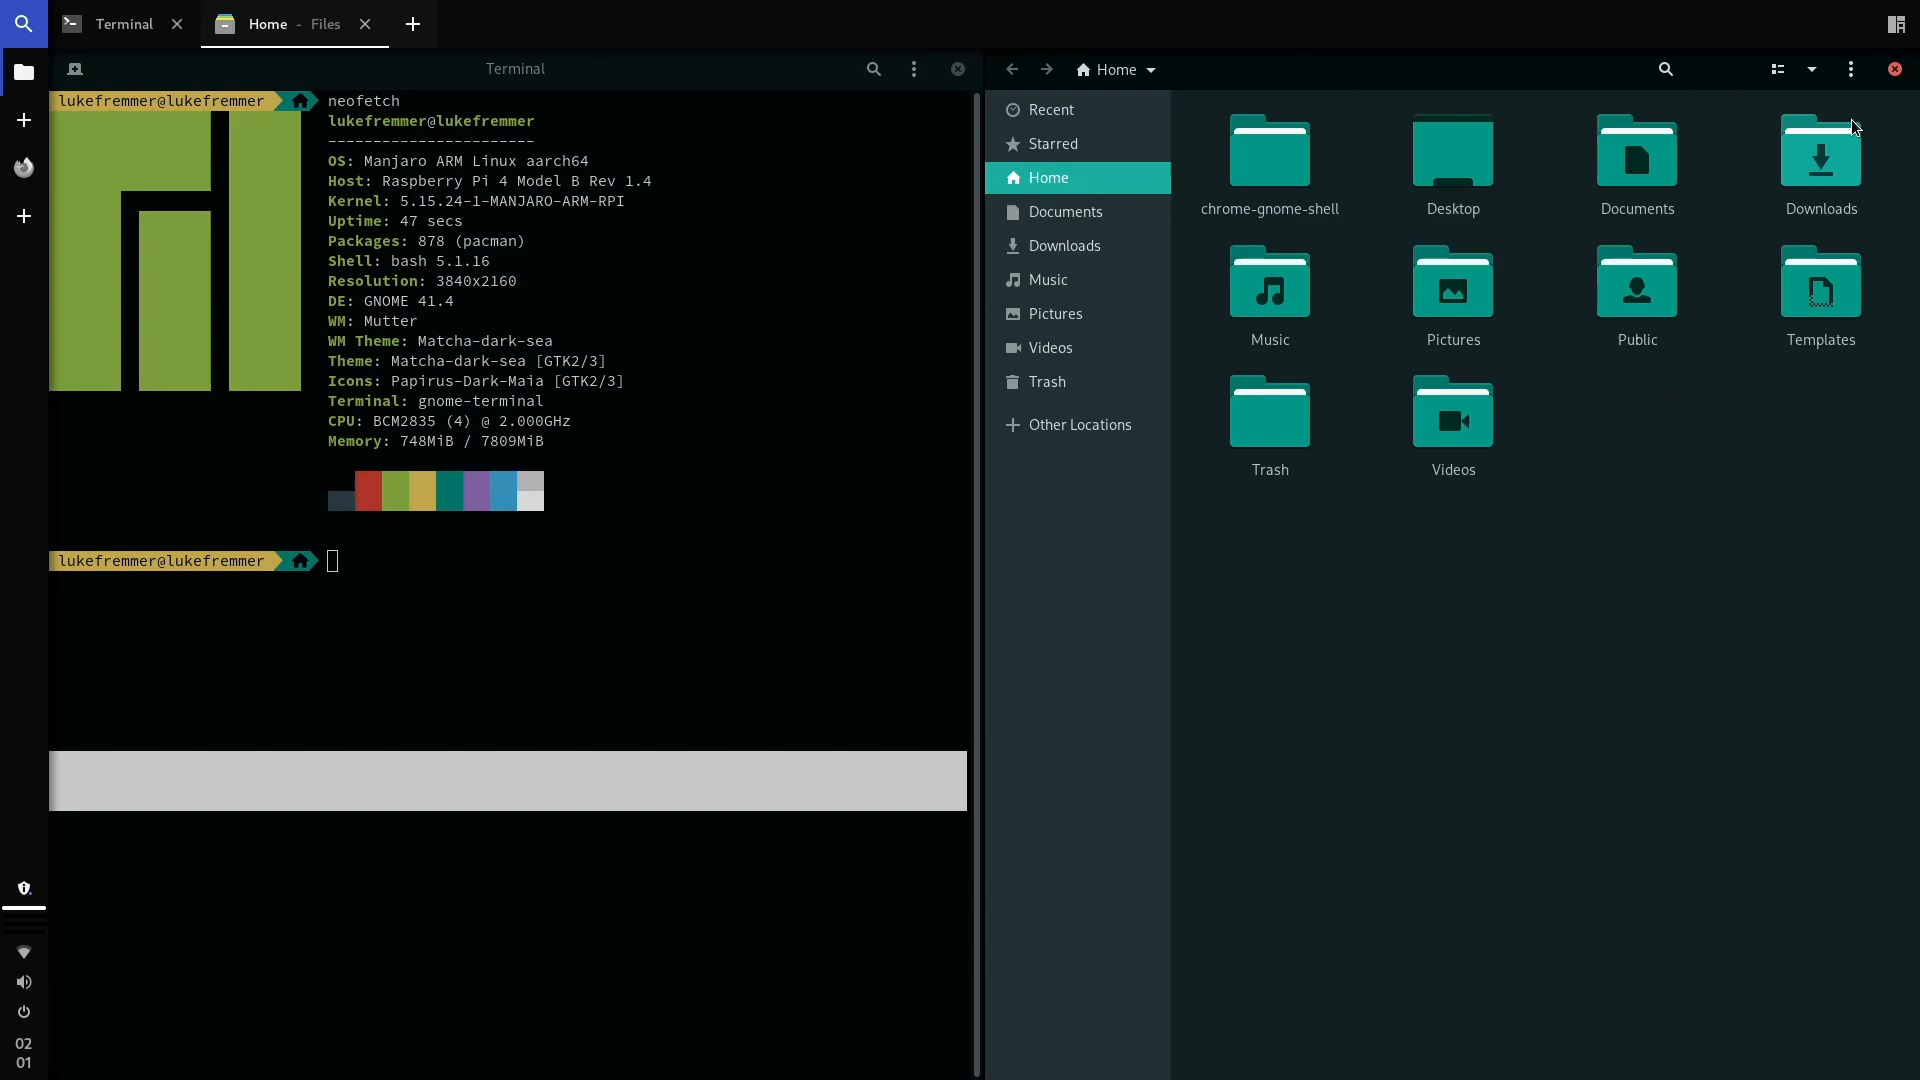 Terminal
Home - Files
Terminal
lukefremmer@lukefremmer neofetch
lukefremmer@lukefremmer
-----------------------
OS: Manjaro ARM Linux aarch64
Host: Raspberry Pi 4 Model B Rev 1.4
Kernel: 5.15.24-1-MANJARO-ARM-RPI
Uptime: 47 secs
Packages: 878 (pacman)
Shell: bash 5.1.16
Resolution: 3840x2160
DE: GNOME 41.4
WM: Mutter
WM Theme: Matcha-dark-sea
Theme: Matcha-dark-sea [GTK2/3]
Icons: Papirus-Dark-Maia [GTK2/3]
Terminal: gnome-terminal
CPU: BCM2835 (4) @ 2.000GHz
Memory: 748MiB / 7809MiB
lukefremmer@lukefremmer
02
01
Home
Recent
Starred
Home
Documents
Downloads
Music
Pictures
Videos
Trash
Other Locations
chrome-gnome-shell
Desktop
Documents
Downloads
Music
Pictures
Public
Templates
Trash
Videos